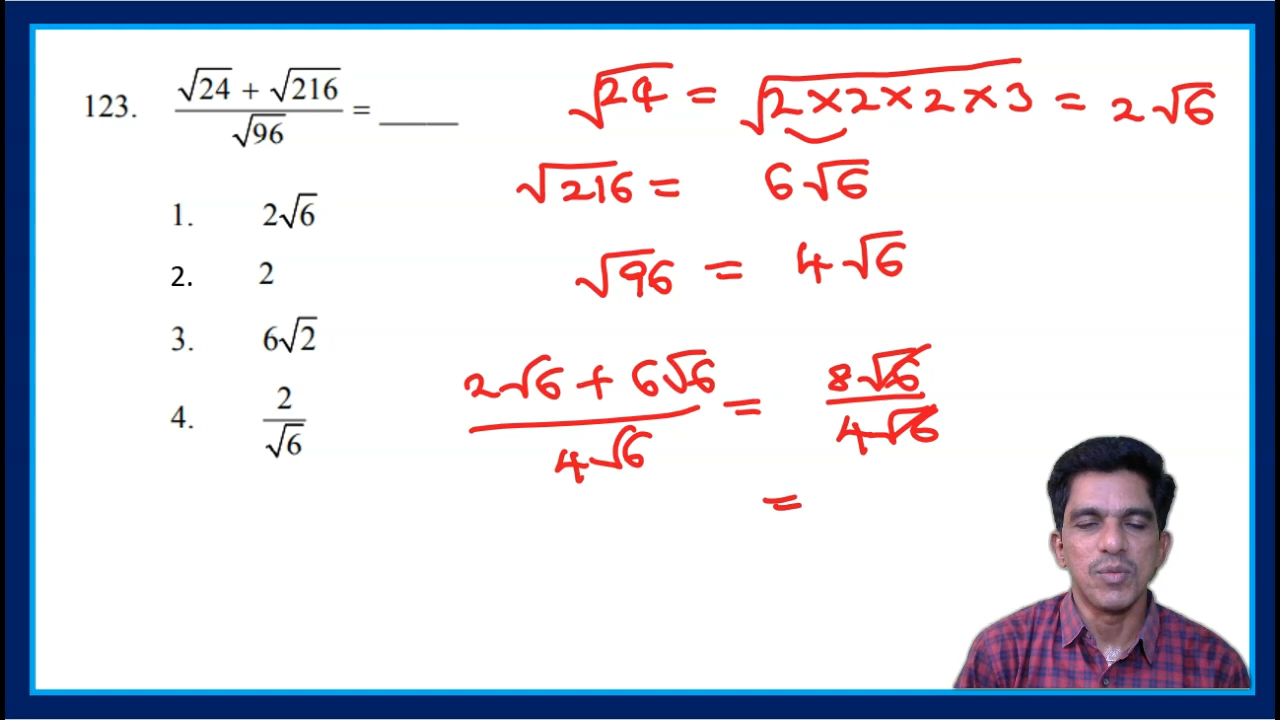 123. (√24 + √216) / √96 = ____
1. 2√6
2. 2
3. 6√2
4. 2/√6
√24 = √2×2×2×3 = 2√6
√216 = 6√6
√96 = 4√6
(2√6 + 6√6) / 4√6 = 8√6 / 4√6
=